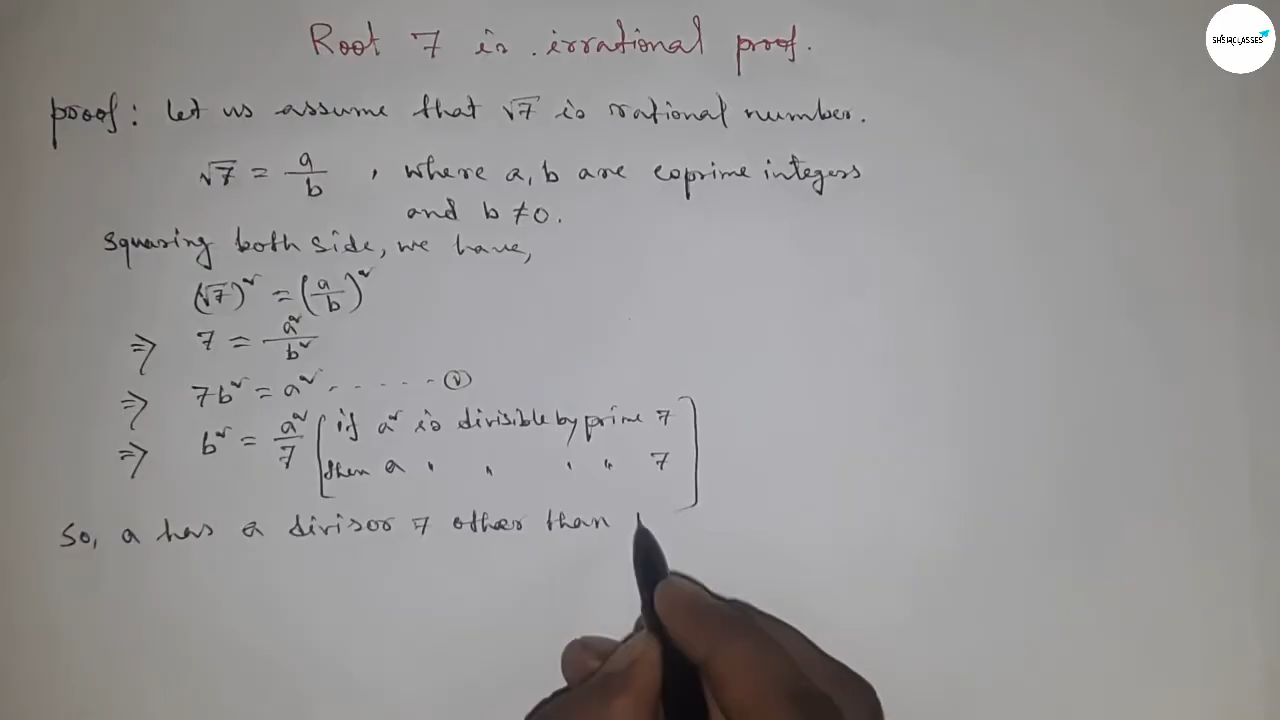 SHSIRCLASSES
Root 7 is irrational proof.
proof: Let us assume that √7 is rational number.
√7 = a/b , where a, b are coprime integers
and b ≠ 0.
Squaring both side, we have,
(√7)² = (a/b)²
⇒ 7 = a²/b²
⇒ 7b² = a² - - - - - - ①
⇒ b² = a²/7 [if a² is divisible by prime 7
then a " " " " 7]
So, a has a divisor 7 other than